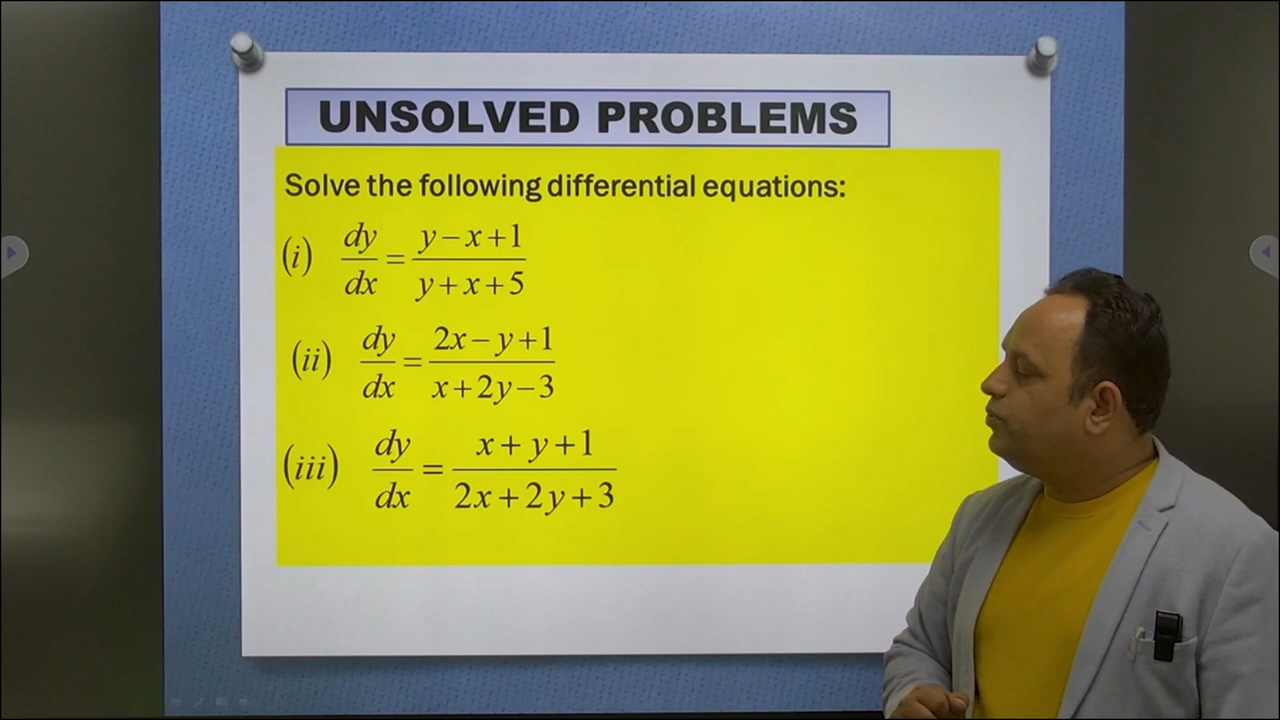 UNSOLVED PROBLEMS
Solve the following differential equations:
(i) dy/dx = y−x+1/y+x+5
(ii) dy/dx = 2x−y+1/x+2y−3
(iii) dy/dx = x+y+1/2x+2y+3